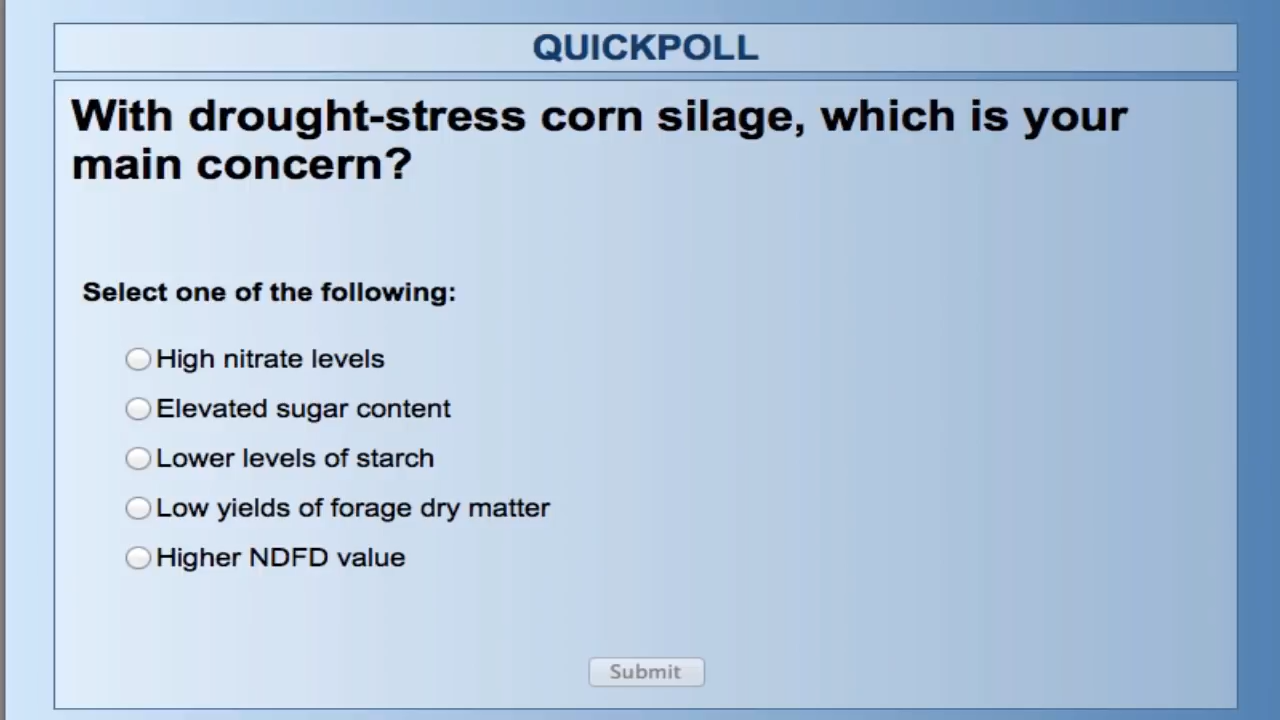 QUICKPOLL
With drought-stress corn silage, which is your
main concern?
Select one of the following:
High nitrate levels
Elevated sugar content
Lower levels of starch
Low yields of forage dry matter
Higher NDFD value
Submit